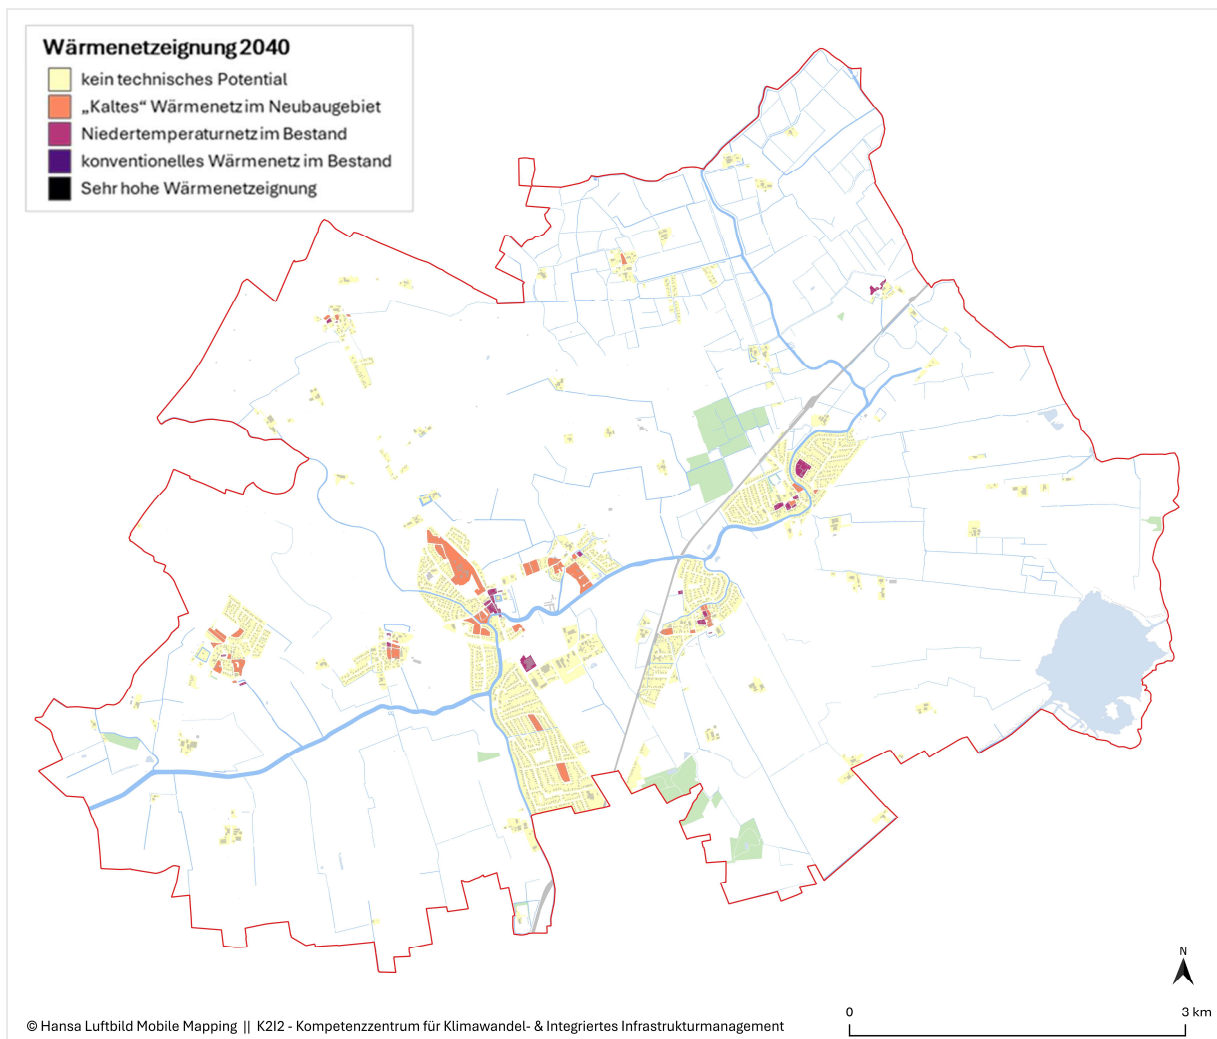 Wärmenetzeignung 2040
kein technisches Potential
„Kaltes“ Wärmenetz im Neubaugebiet
Niedertemperaturnetz im Bestand
konventionelles Wärmenetz im Bestand
Sehr hohe Wärmenetzeignung
N
0 3 km
© Hansa Luftbild Mobile Mapping || K2I2 - Kompetenzzentrum für Klimawandel- & Integriertes Infrastrukturmanagement